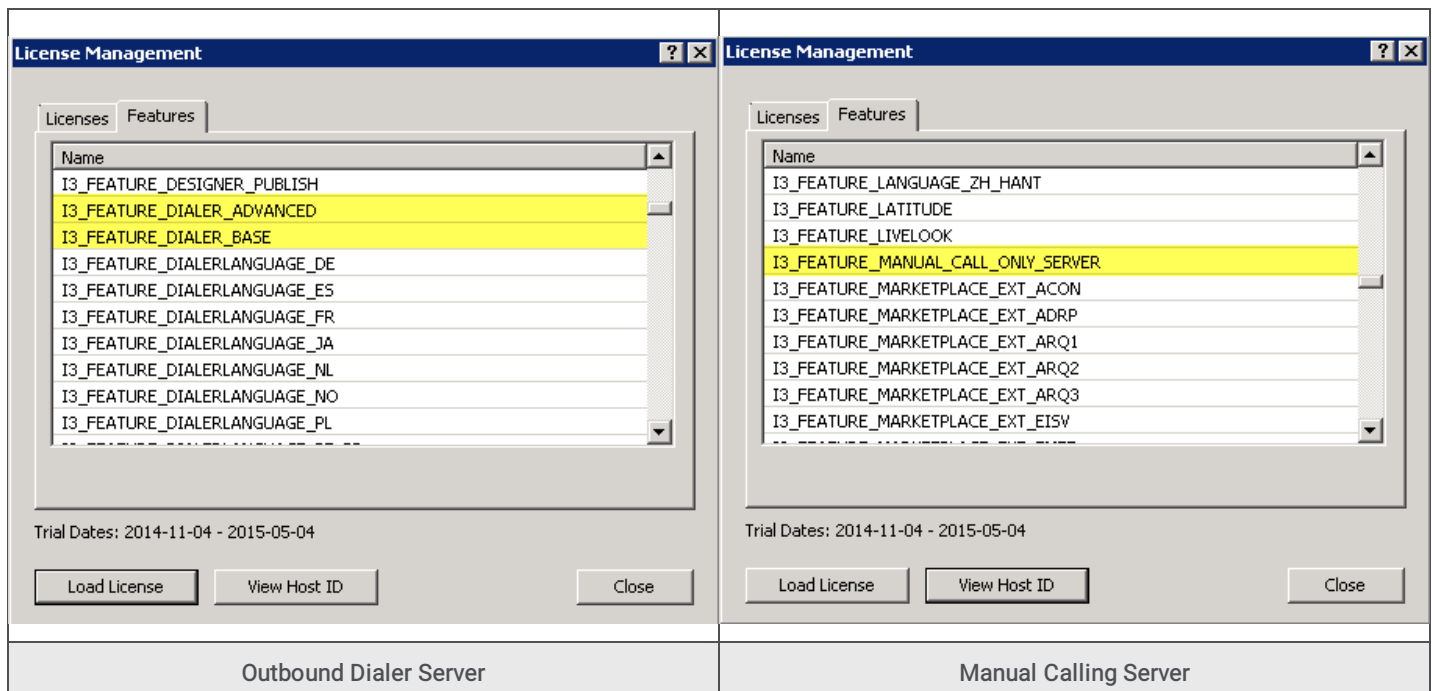 License Management
Licenses Features
Name
I3_FEATURE_DESIGNER_PUBLISH
I3_FEATURE_DIALER_ADVANCED
I3_FEATURE_DIALER_BASE
I3_FEATURE_DIALERLANGUAGE_DE
I3_FEATURE_DIALERLANGUAGE_ES
I3_FEATURE_DIALERLANGUAGE_FR
I3_FEATURE_DIALERLANGUAGE_JA
I3_FEATURE_DIALERLANGUAGE_NL
I3_FEATURE_DIALERLANGUAGE_NO
I3_FEATURE_DIALERLANGUAGE_PL
Trial Dates: 2014-11-04 - 2015-05-04
Load License View Host ID Close
Outbound Dialer Server
License Management
Licenses Features
Name
I3_FEATURE_LANGUAGE_ZH_HANT
I3_FEATURE_LATITUDE
I3_FEATURE_LIVELOOK
I3_FEATURE_MANUAL_CALL_ONLY_SERVER
I3_FEATURE_MARKETPLACE_EXT_ACON
I3_FEATURE_MARKETPLACE_EXT_ADRP
I3_FEATURE_MARKETPLACE_EXT_ARQ1
I3_FEATURE_MARKETPLACE_EXT_ARQ2
I3_FEATURE_MARKETPLACE_EXT_ARQ3
I3_FEATURE_MARKETPLACE_EXT_EISV
Trial Dates: 2014-11-04 - 2015-05-04
Load License View Host ID Close
Manual Calling Server